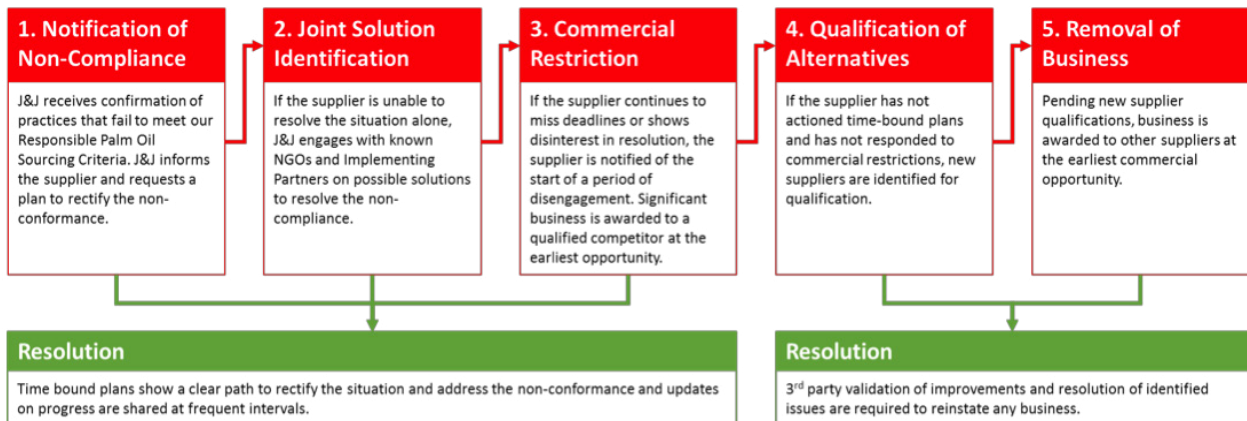 1. Notification of
Non-Compliance
J&J receives confirmation of
practices that fail to meet our
Responsible Palm Oil
Sourcing Criteria. J&J informs
the supplier and requests a
plan to rectify the non-
conformance.
2. Joint Solution
Identification
If the supplier is unable to
resolve the situation alone,
J&J engages with known
NGOs and Implementing
Partners on possible solutions
to resolve the non-
compliance.
3. Commercial
Restriction
If the supplier continues to
miss deadlines or shows
disinterest in resolution, the
supplier is notified of the
start of a period of
disengagement. Significant
business is awarded to a
qualified competitor at the
earliest opportunity.
4. Qualification of
Alternatives
If the supplier has not
actioned time-bound plans
and has not responded to
commercial restrictions, new
suppliers are identified for
qualification.
5. Removal of
Business
Pending new supplier
qualifications, business is
awarded to other suppliers at
the earliest commercial
opportunity.
Resolution
Time bound plans show a clear path to rectify the situation and address the non-conformance and updates
on progress are shared at frequent intervals.
Resolution
3rd party validation of improvements and resolution of identified
issues are required to reinstate any business.